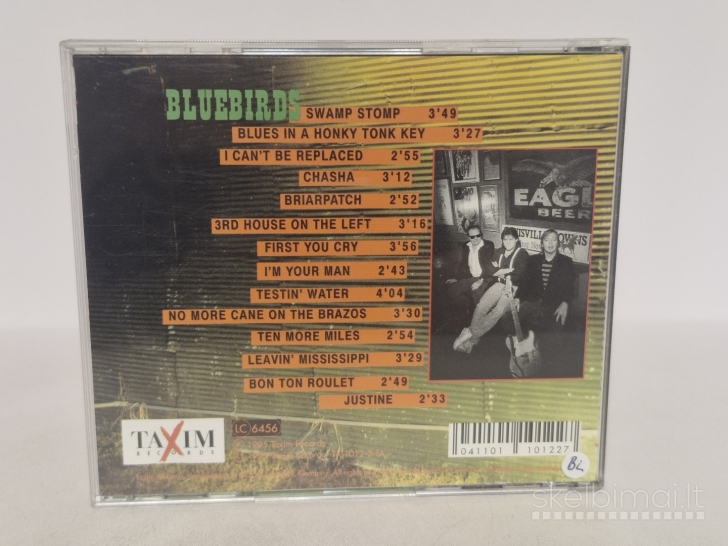 BLUEBIRDS
SWAMP STOMP 3'49
BLUES IN A HONKY TONK KEY 3'27
I CAN'T BE REPLACED 2'55
CHASHA 3'12
BRIARPATCH 2'52
3RD HOUSE ON THE LEFT 3'16
FIRST YOU CRY 3'56
I'M YOUR MAN 2'43
TESTIN' WATER 4'04
NO MORE CANE ON THE BRAZOS 3'30
TEN MORE MILES 2'54
LEAVIN' MISSISSIPPI 3'29
BON TON ROULET 2'49
JUSTINE 2'33
EAGL
BEER
TAXIM
RECORDS
LC 6456
Taxim Records
041101 101227
BL
skelbimai.lt